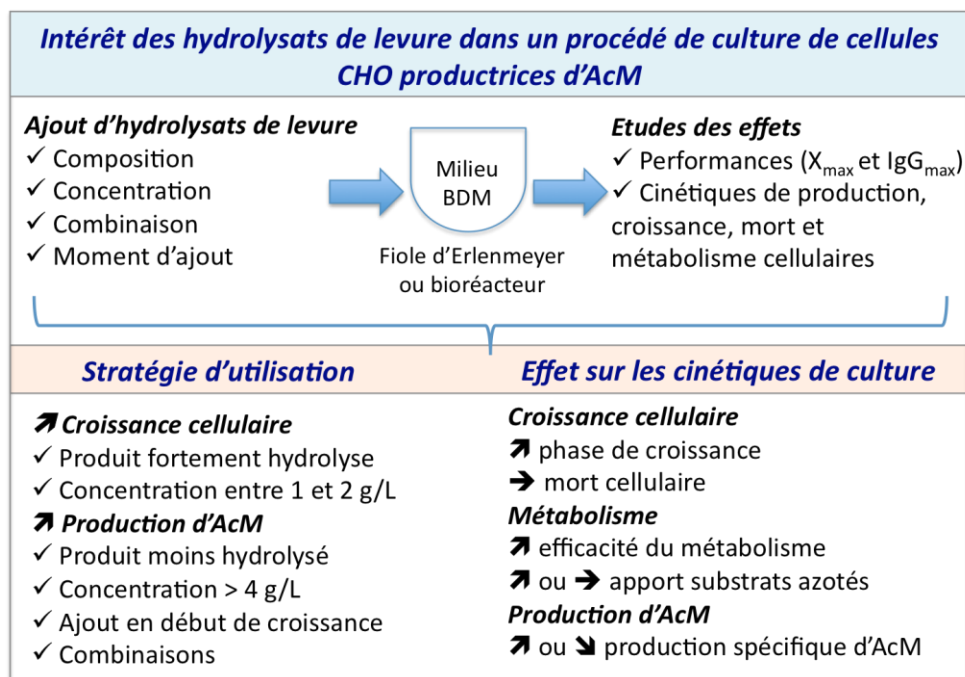 Intérêt des hydrolysats de levure dans un procédé de culture de cellules
CHO productrices d'AcM
Ajout d'hydrolysats de levure
✓ Composition
✓ Concentration
✓ Combinaison
✓ Moment d'ajout
Milieu
BDM
Fiole d'Erlenmeyer
ou bioréacteur
Etudes des effets
✓ Performances (Xmax et IgGmax)
✓ Cinétiques de production,
croissance, mort et
métabolisme cellulaires
Stratégie d'utilisation
🡽 Croissance cellulaire
✓ Produit fortement hydrolyse
✓ Concentration entre 1 et 2 g/L
🡽 Production d'AcM
✓ Produit moins hydrolysé
✓ Concentration > 4 g/L
✓ Ajout en début de croissance
✓ Combinaisons
Effet sur les cinétiques de culture
Croissance cellulaire
🡽 phase de croissance
➔ mort cellulaire
Métabolisme
🡽 efficacité du métabolisme
🡽 ou ➔ apport substrats azotés
Production d'AcM
🡽 ou 🡾 production spécifique d'AcM